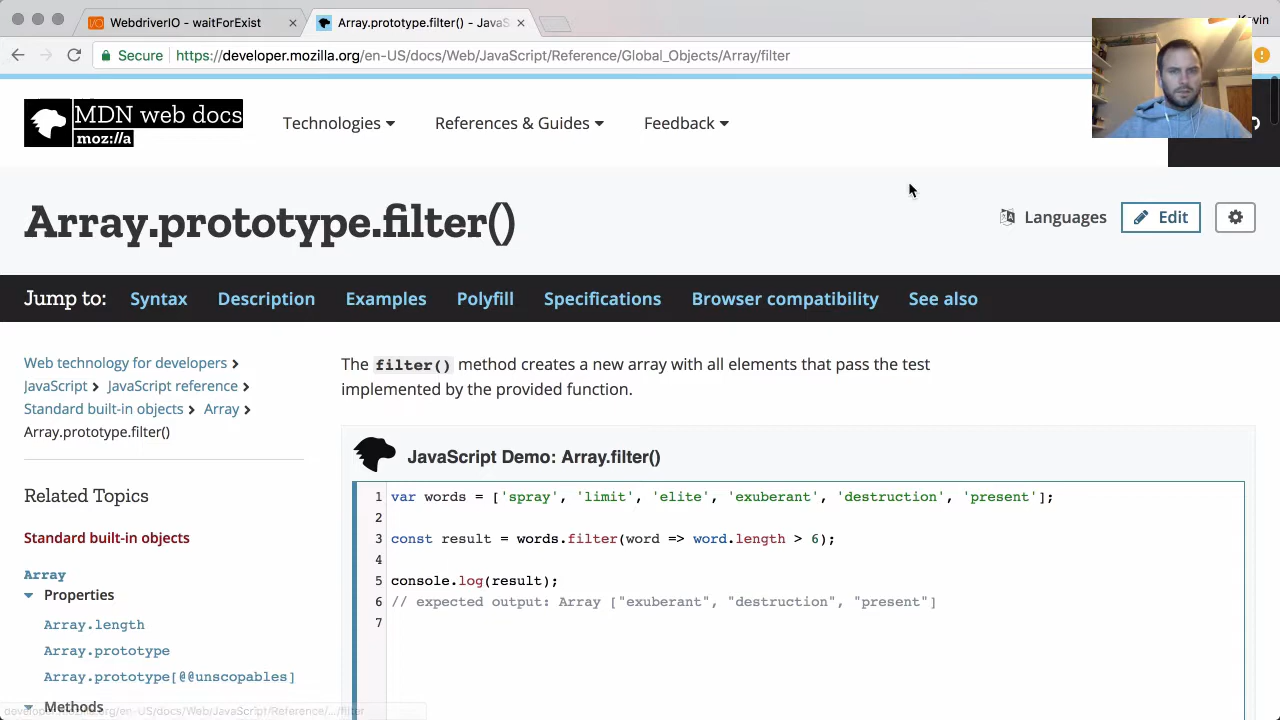 WebdriverIO - waitForExist
Array.prototype.filter() - JavaS
Secure
https://developer.mozilla.org/en-US/docs/Web/JavaScript/Reference/Global_Objects/Array/filter
MDN web docs
moz://a
Technologies
References & Guides
Feedback
Array.prototype.filter()
Languages
Edit
Jump to:
Syntax
Description
Examples
Polyfill
Specifications
Browser compatibility
See also
Web technology for developers
JavaScript
JavaScript reference
Standard built-in objects
Array
Array.prototype.filter()
Related Topics
Standard built-in objects
Array
Properties
Array.length
Array.prototype
Array.prototype[@@unscopables]
Methods
The filter() method creates a new array with all elements that pass the test
implemented by the provided function.
JavaScript Demo: Array.filter()
1 var words = ['spray', 'limit', 'elite', 'exuberant', 'destruction', 'present'];
2
3 const result = words.filter(word => word.length > 6);
4
5 console.log(result);
6 // expected output: Array ["exuberant", "destruction", "present"]
7